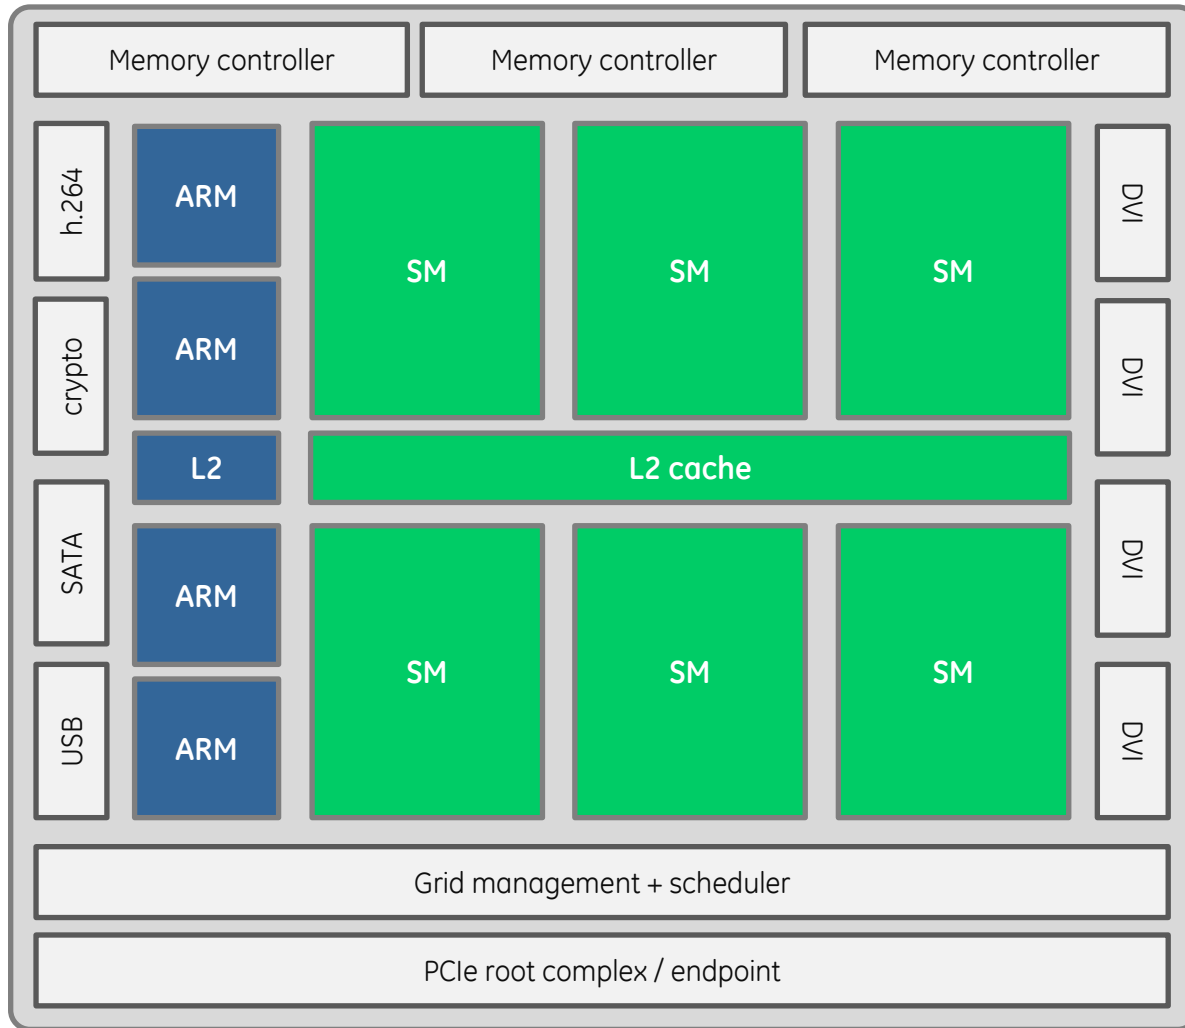 Memory controller
Memory controller
Memory controller
h.264
ARM
SM
SM
SM
DVI
crypto
ARM
DVI
L2
L2 cache
SATA
ARM
SM
SM
SM
DVI
USB
ARM
DVI
Grid management + scheduler
PCIe root complex / endpoint